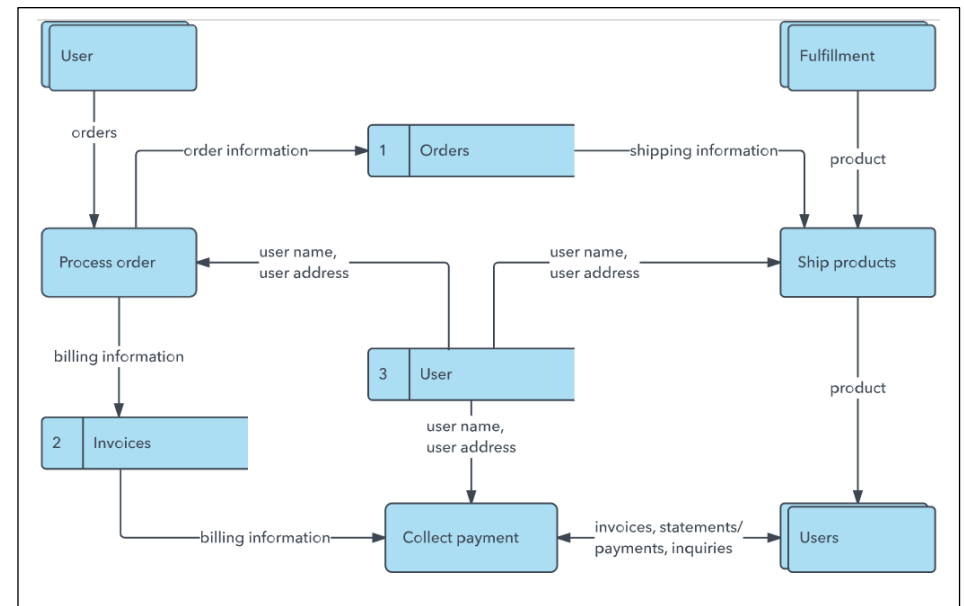 User
Fulfillment
orders
order information
1 Orders
shipping information
product
Process order
user name,
user address
user name,
user address
Ship products
billing information
3 User
product
2 Invoices
user name,
user address
billing information
Collect payment
invoices, statements/
payments, inquiries
Users